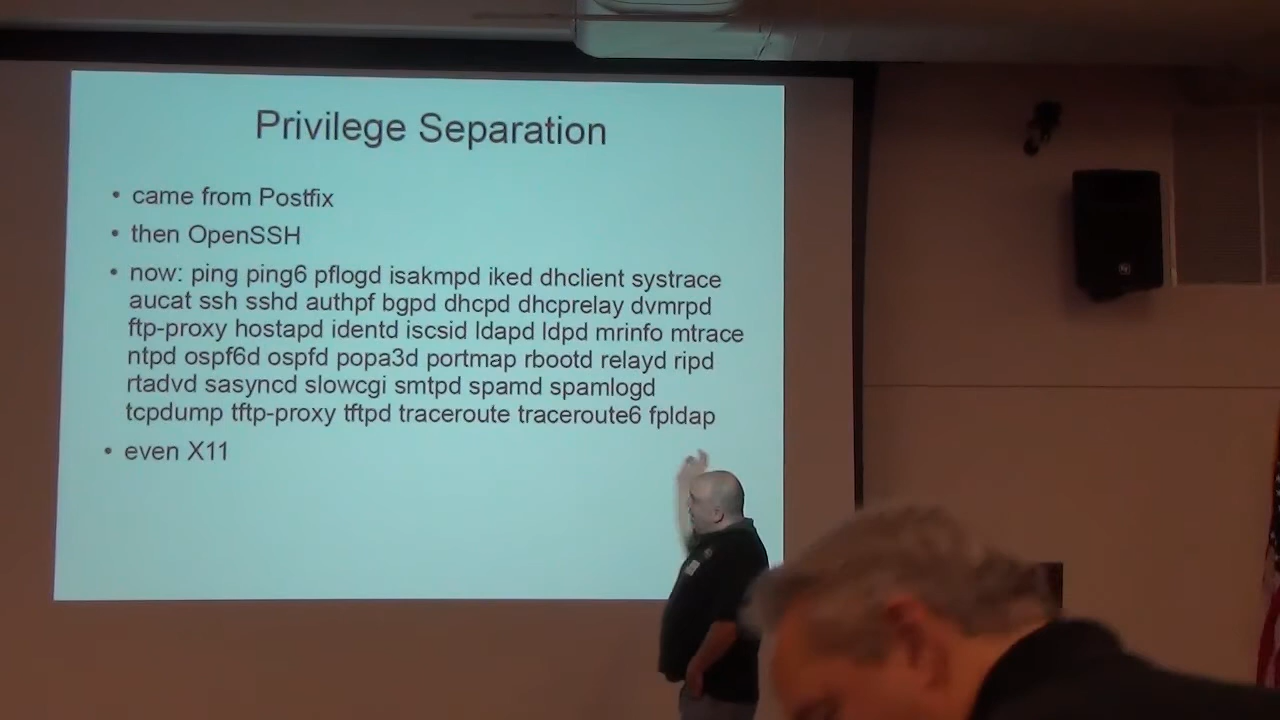 Privilege Separation
• came from Postfix
• then OpenSSH
• now: ping ping6 pflogd isakmpd iked dhclient systrace
aucat ssh sshd authpf bgpd dhcpd dhcprelay dvmrpd
ftp-proxy hostapd identd iscsid ldapd ldpd mrinfo mtrace
ntpd ospf6d ospfd popa3d portmap rbootd relayd ripd
rtadvd sasyncd slowcgi smtpd spamd spamlogd
tcpdump tftp-proxy tftpd traceroute traceroute6 fpldap
• even X11